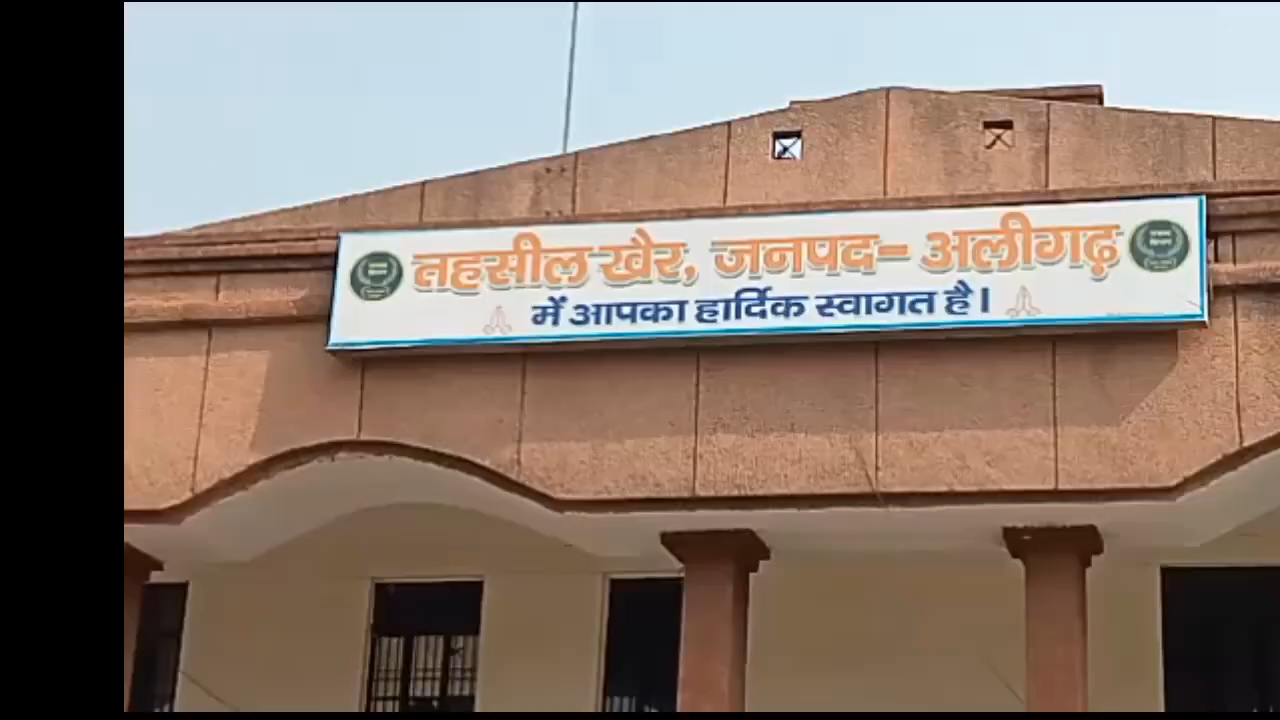 तहसील खैर, जनपद- अलीगढ़
में आपका हार्दिक स्वागत है।